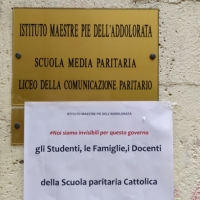 ISTITUTO MAESTRE PIE DELL'ADDOLORATA
SCUOLA MEDIA PARITARIA
LICEO DELLA COMUNICAZIONE PARITARIO
ISTITUTO MAESTRE PIE DELL'ADDOLORATA
#Noi siamo invisibili per questo governo
gli Studenti, le Famiglie,i Docenti
della Scuola paritaria Cattolica